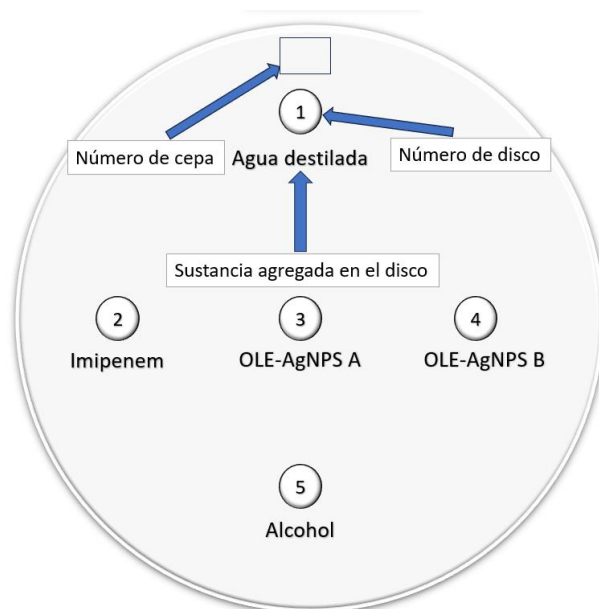 1
Agua destilada
Número de cepa
Número de disco
Sustancia agregada en el disco
2
Imipenem
3
OLE-AgNPS A
4
OLE-AgNPS B
5
Alcohol